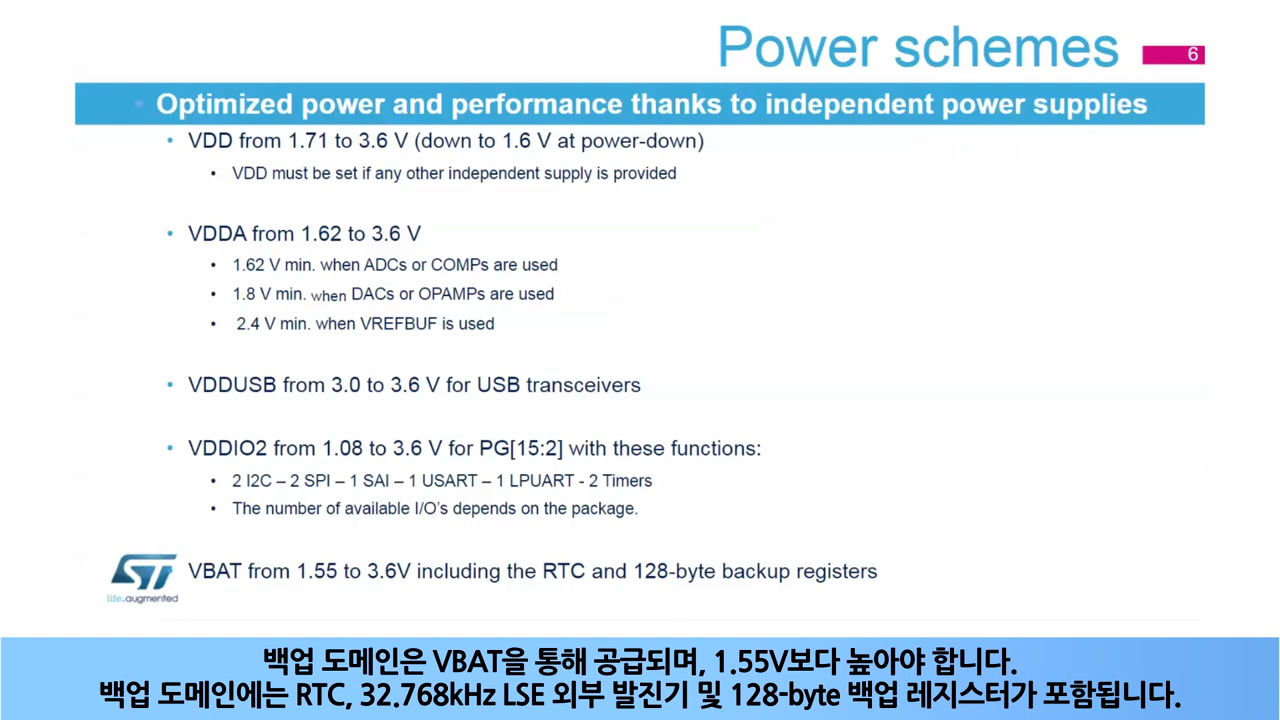 Power schemes
6
• Optimized power and performance thanks to independent power supplies
• VDD from 1.71 to 3.6 V (down to 1.6 V at power-down)
• VDD must be set if any other independent supply is provided
• VDDA from 1.62 to 3.6 V
• 1.62 V min. when ADCs or COMPs are used
• 1.8 V min. when DACs or OPAMPs are used
• 2.4 V min. when VREFBUF is used
• VDDUSB from 3.0 to 3.6 V for USB transceivers
• VDDIO2 from 1.08 to 3.6 V for PG[15:2] with these functions:
• 2 I2C – 2 SPI – 1 SAI – 1 USART – 1 LPUART - 2 Timers
• The number of available I/O's depends on the package.
VBAT from 1.55 to 3.6V including the RTC and 128-byte backup registers
ST
life.augmented
백업 도메인은 VBAT을 통해 공급되며, 1.55V보다 높아야 합니다.
백업 도메인에는 RTC, 32.768kHz LSE 외부 발진기 및 128-byte 백업 레지스터가 포함됩니다.